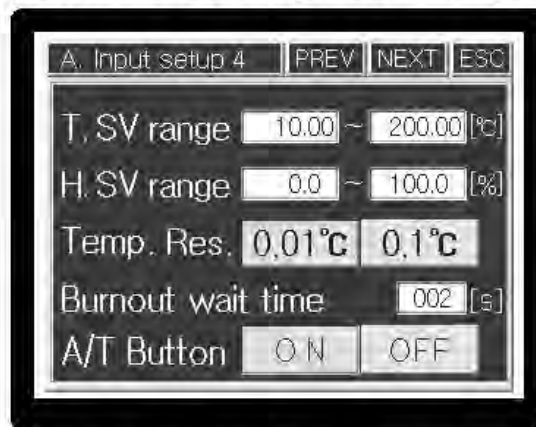 A. Input setup 4 PREV NEXT ESC
T. SV range 10.00 ~ 200.00 [℃]
H. SV range 0.0 ~ 100.0 [%]
Temp. Res. 0.01℃ 0.1℃
Burnout wait time 002 [s]
A/T Button ON OFF